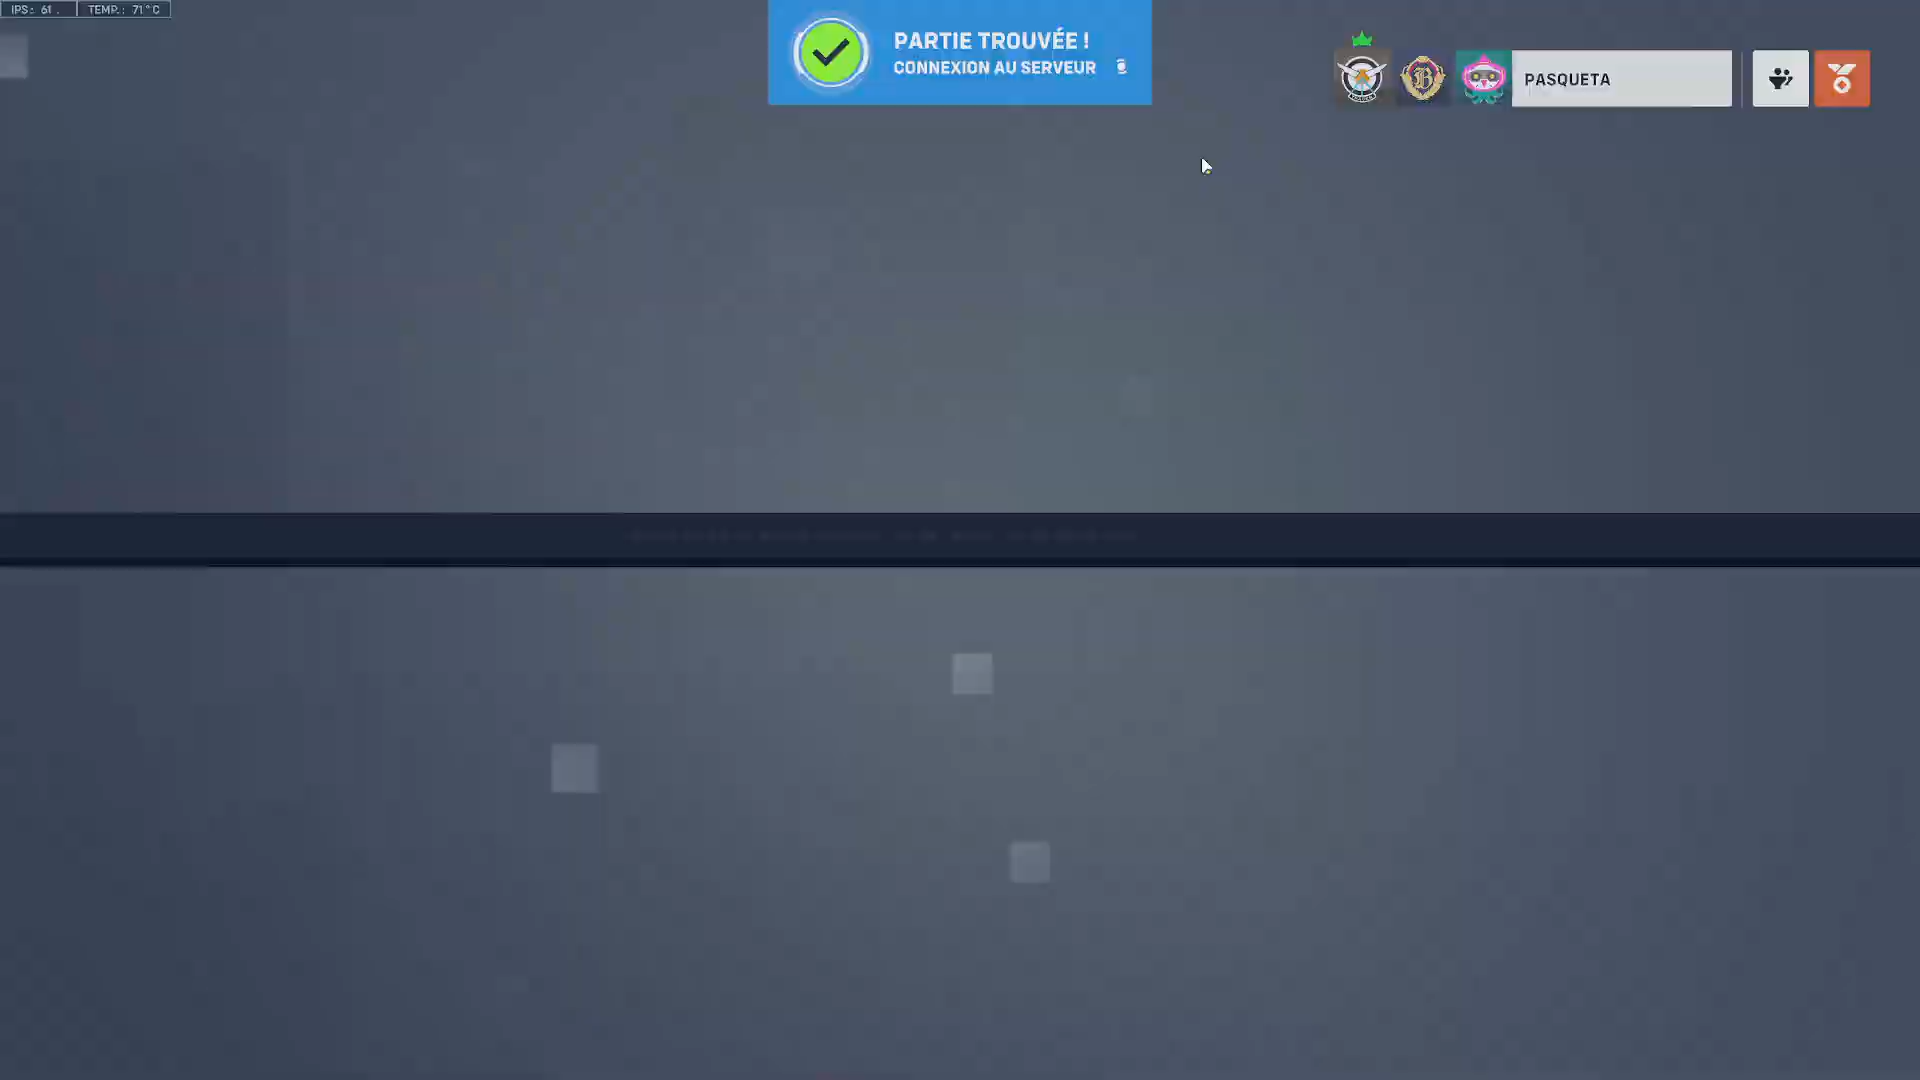 IPS: 61
TEMP.: 71°C
PARTIE TROUVÉE !
CONNEXION AU SERVEUR
PASQUETA